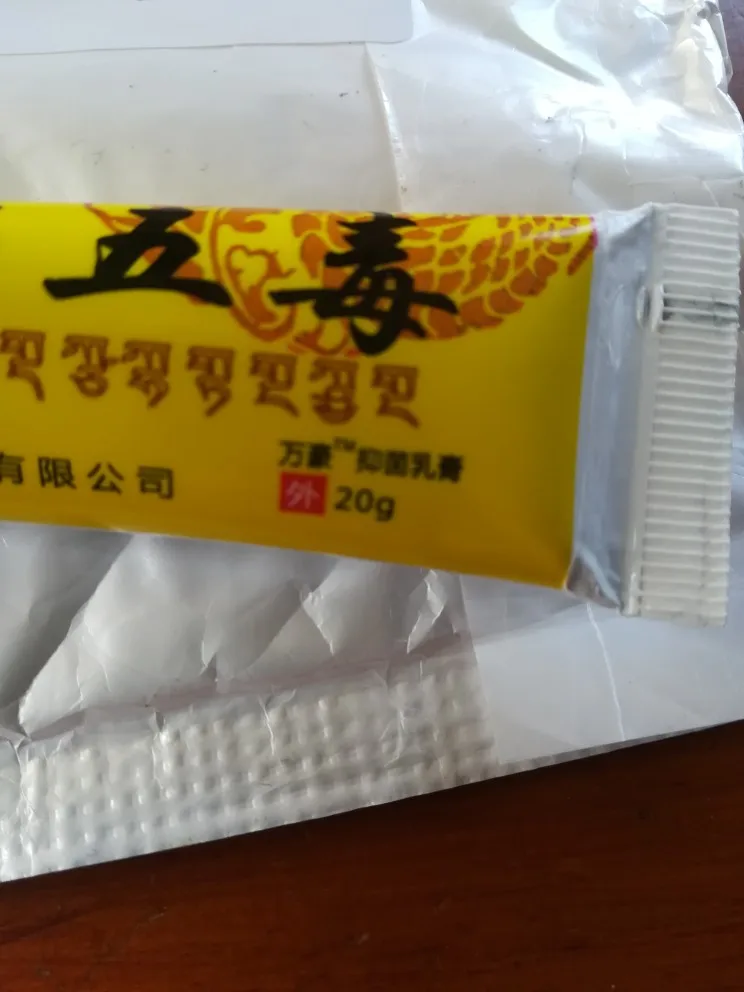 五毒
有限公司
万豪™抑菌乳膏
外 20g